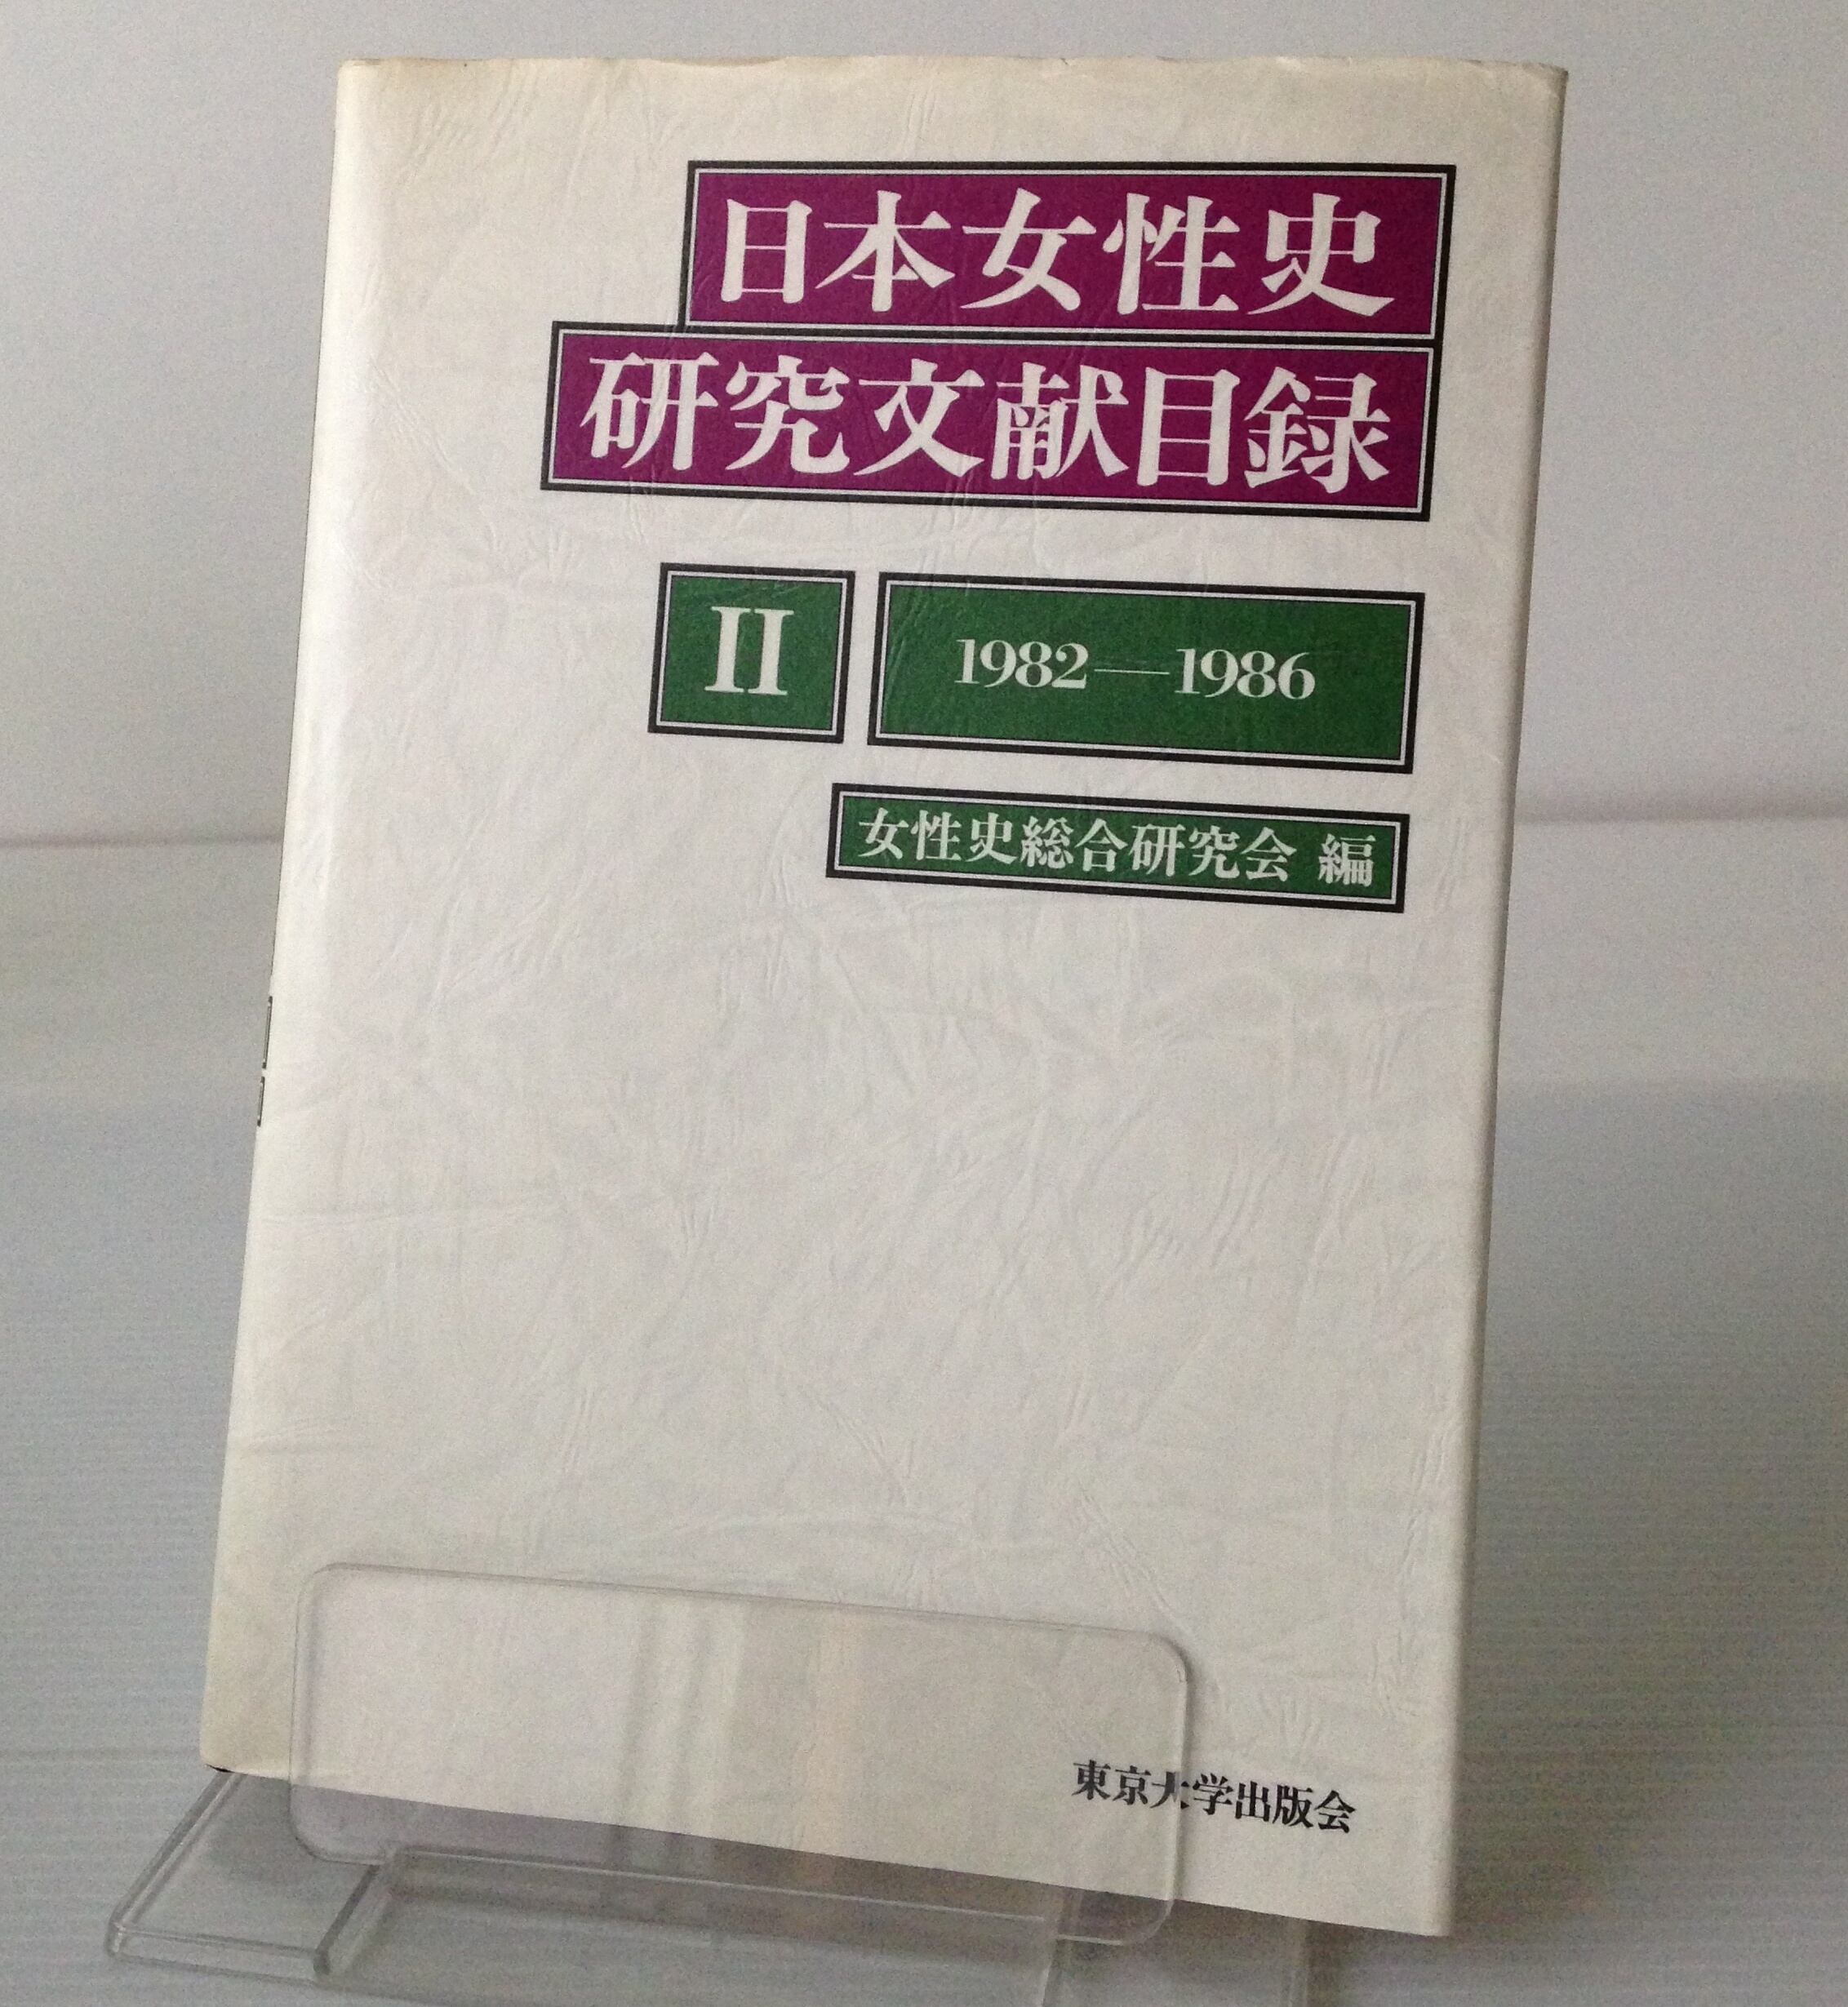 日本女性史
研究文献目録
II
1982—1986
女性史総合研究会 編
東京大学出版会